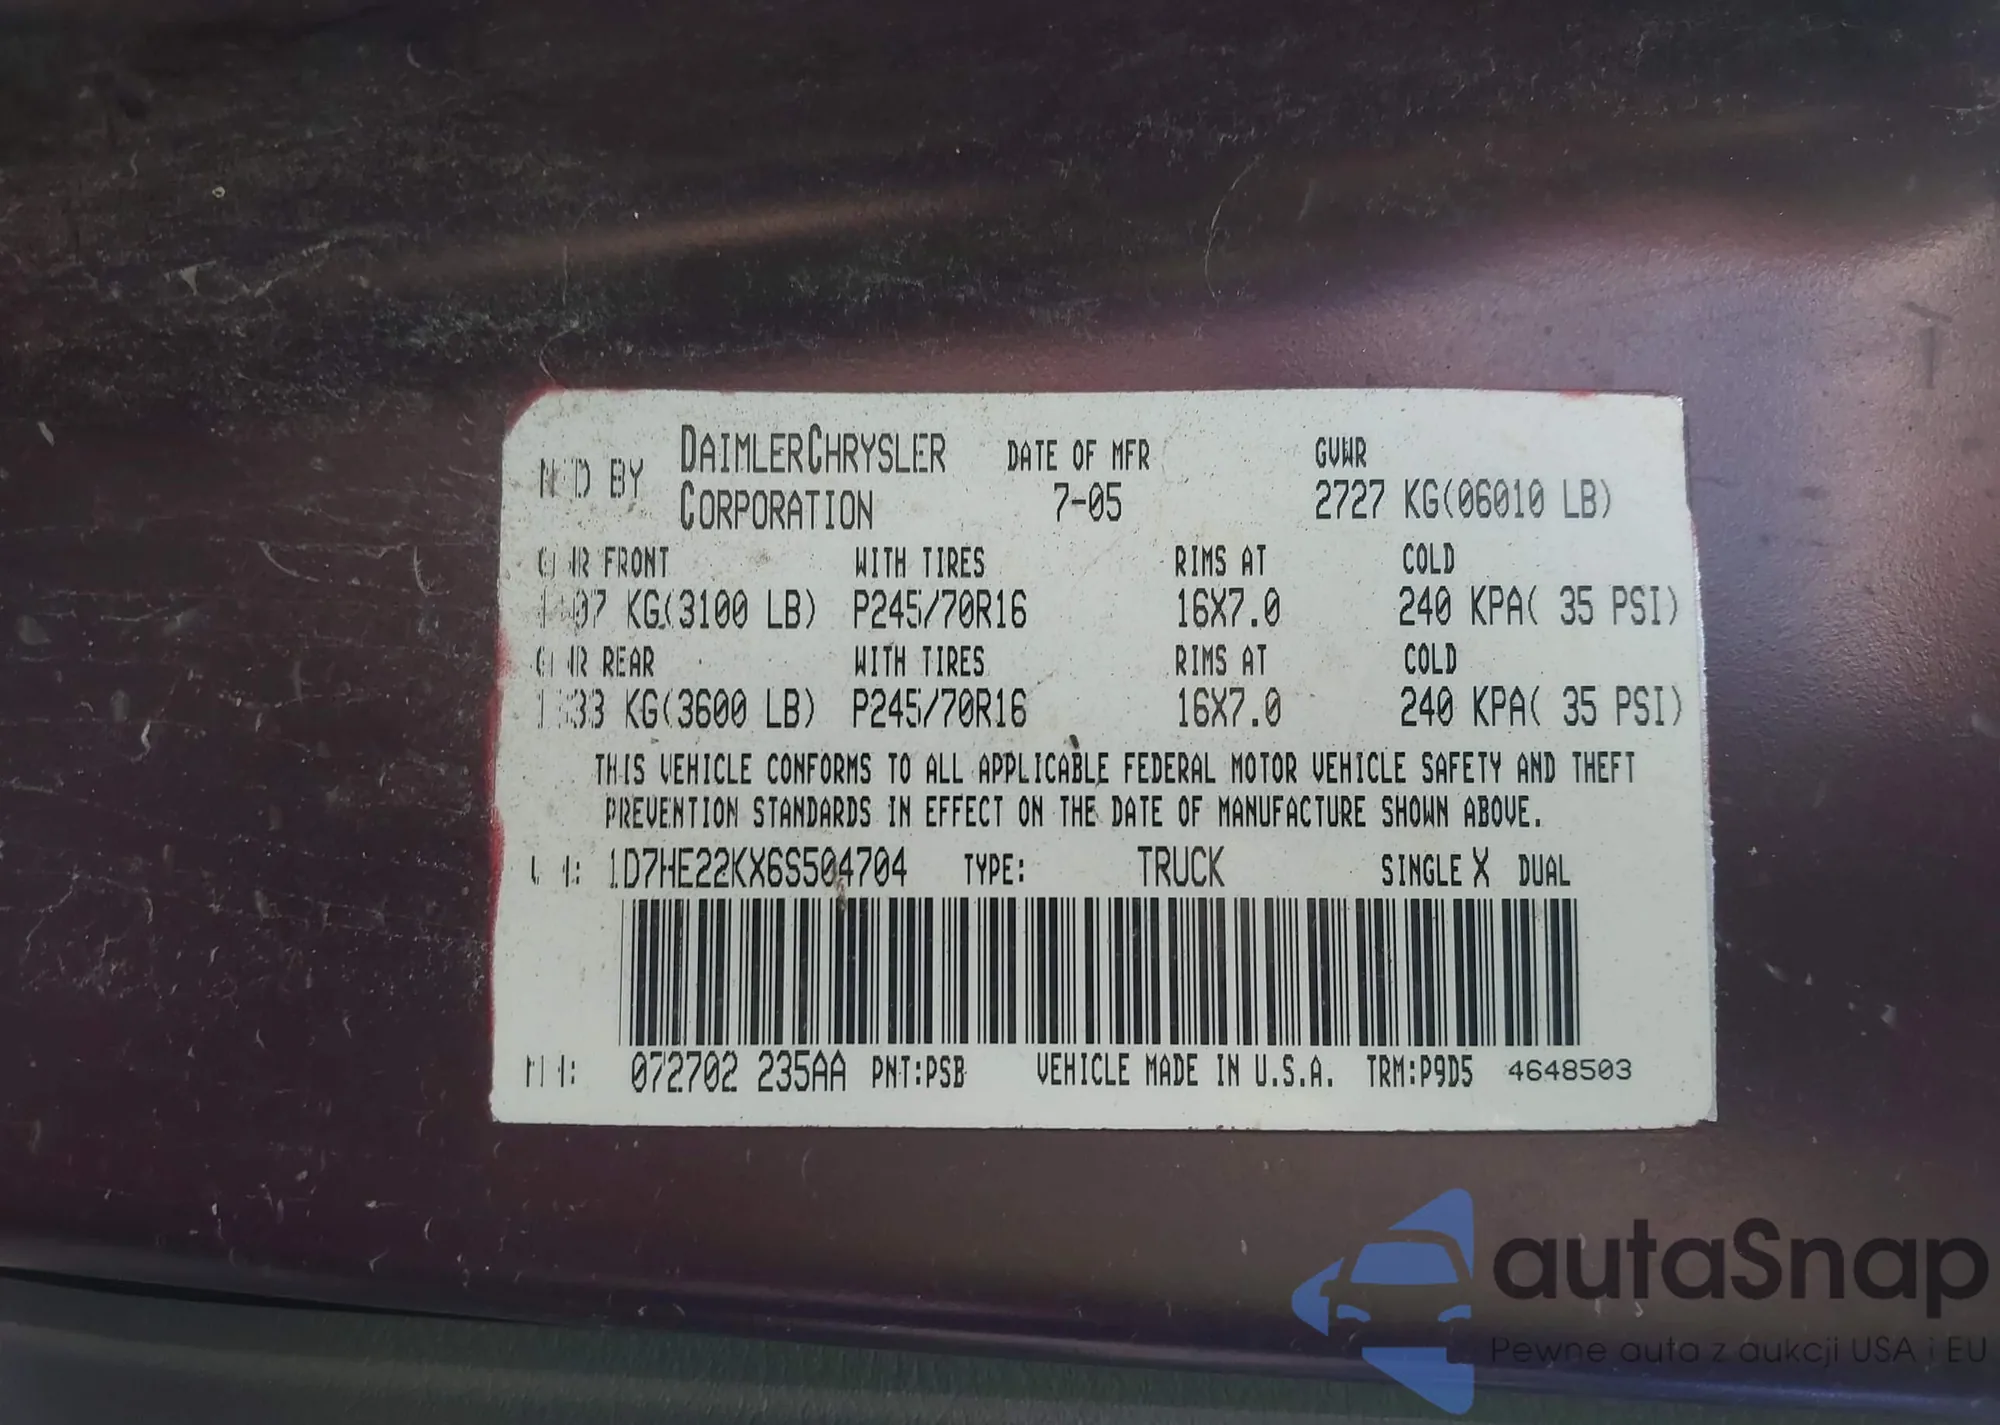 BY DAIMLERCHRYSLER CORPORATION DATE OF MFR 7-05 GVWR 2727 KG(06010 LB)
FRONT WITH TIRES RIMS AT COLD
KG(3100 LB) P245/70R16 16X7.0 240 KPA( 35 PSI)
REAR WITH TIRES RIMS AT COLD
KG(3600 LB) P245/70R16 16X7.0 240 KPA( 35 PSI)
THIS VEHICLE CONFORMS TO ALL APPLICABLE FEDERAL MOTOR VEHICLE SAFETY AND THEFT
PREVENTION STANDARDS IN EFFECT ON THE DATE OF MANUFACTURE SHOWN ABOVE.
1D7HE22KX6S504704 TYPE: TRUCK SINGLE X DUAL
072702 235AA PNT:PSB VEHICLE MADE IN U.S.A. TRM:P9D5 4648503
autaSnap
Pewne auta z aukcji USA i EU